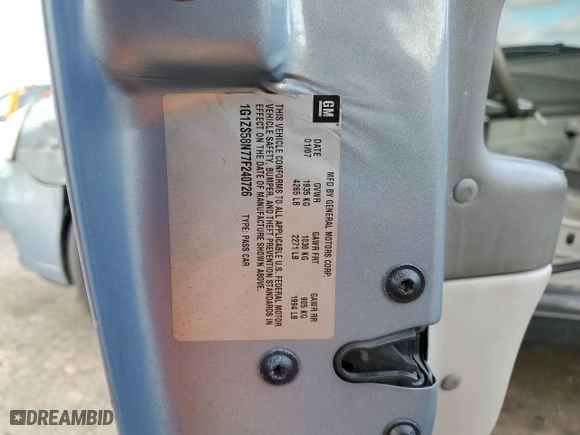 GM
MFD BY GENERAL MOTORS CORP.
DATE GVWR GAWR FRT GAWR RR
01/07 1935 KG 1030 KG 905 KG
4265 LB 2271 LB 1994 LB
THIS VEHICLE CONFORMS TO ALL APPLICABLE U.S. FEDERAL MOTOR
VEHICLE SAFETY, BUMPER, AND THEFT PREVENTION STANDARDS IN
EFFECT ON THE DATE OF MANUFACTURE SHOWN ABOVE.
1G1ZS58N77F240726 TYPE: PASS CAR
DREAMBID